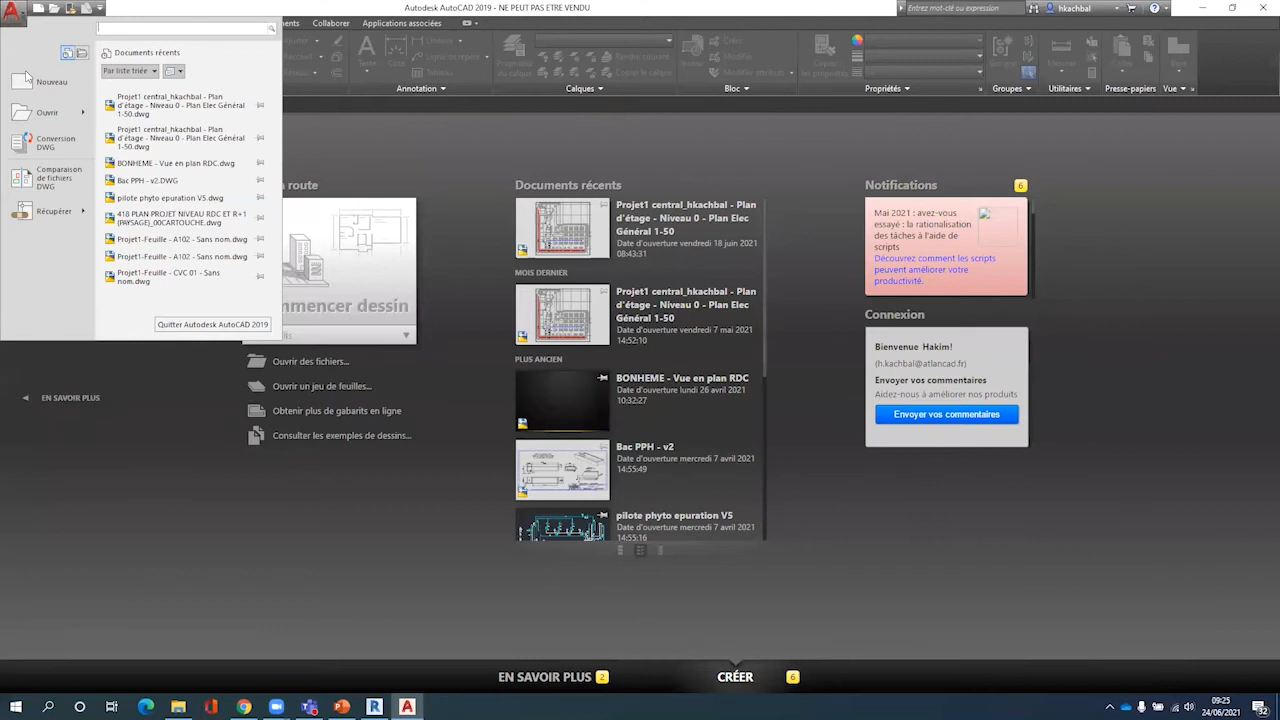 Autodesk AutoCAD 2019 - NE PEUT PAS ETRE VENDU
Entrez mot-clé ou expression
hkachbal
Collaborer
Applications associées
Texte
Cote
Créer
Tableau
Modifier attributs
Annotation
Calques
Bloc
Propriétés
Groupes
Utilitaires
Presse-papiers
Vue
Documents récents
Par liste triée
Nouveau
Ouvrir
Conversion
DWG
Comparaison
de fichiers
DWG
Récupérer
Projet1 central_hkachbal - Plan
d'étage - Niveau 0 - Plan Elec Général
1-50.dwg
Projet1 central_hkachbal - Plan
d'étage - Niveau 0 - Plan Elec Général
1-50.dwg
BONHEME - Vue en plan RDC.dwg
Bac PPH - v2.DWG
pilote phyto epuration V5.dwg
418 PLAN PROJET NIVEAU RDC ET R+1
(PAYSAGE)_00CARTOUCHE.dwg
Projet1-Feuille - A102 - Sans nom.dwg
Projet1-Feuille - A102 - Sans nom.dwg
Projet1-Feuille - CVC 01 - Sans
nom.dwg
Quitter Autodesk AutoCAD 2019
route
mmencer dessin
Ouvrir des fichiers...
Ouvrir un jeu de feuilles...
Obtenir plus de gabarits en ligne
Consulter les exemples de dessins...
EN SAVOIR PLUS
Documents récents
Projet1 central_hkachbal - Plan
d'étage - Niveau 0 - Plan Elec
Général 1-50
Date d'ouverture vendredi 18 juin 2021
08:43:31
MOIS DERNIER
Projet1 central_hkachbal - Plan
d'étage - Niveau 0 - Plan Elec
Général 1-50
Date d'ouverture vendredi 7 mai 2021
14:52:10
PLUS ANCIEN
BONHEME - Vue en plan RDC
Date d'ouverture lundi 26 avril 2021
10:32:27
Bac PPH - v2
Date d'ouverture mercredi 7 avril 2021
14:55:49
pilote phyto epuration V5
Date d'ouverture mercredi 7 avril 2021
14:55:16
Notifications
6
Mai 2021 : avez-vous
essayé : la rationalisation
des tâches à l'aide de
scripts
Découvrez comment les scripts
peuvent améliorer votre
productivité.
Connexion
Bienvenue Hakim!
(h.kachbal@atlancad.fr)
Envoyer vos commentaires
Aidez-nous à améliorer nos produits
Envoyer vos commentaires
EN SAVOIR PLUS 2
CRÉER 6
09:25
24/06/2021